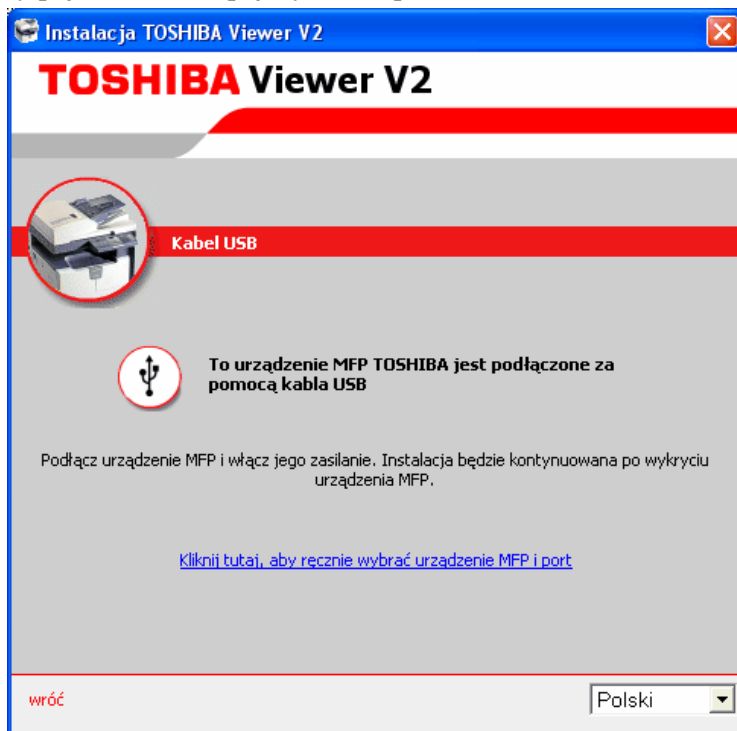 Instalacja TOSHIBA Viewer V2
TOSHIBA Viewer V2
Kabel USB
To urządzenie MFP TOSHIBA jest podłączone za
pomocą kabla USB
Podłącz urządzenie MFP i włącz jego zasilanie. Instalacja będzie kontynuowana po wykryciu
urządzenia MFP.
Kliknij tutaj, aby ręcznie wybrać urządzenie MFP i port
wróć
Polski